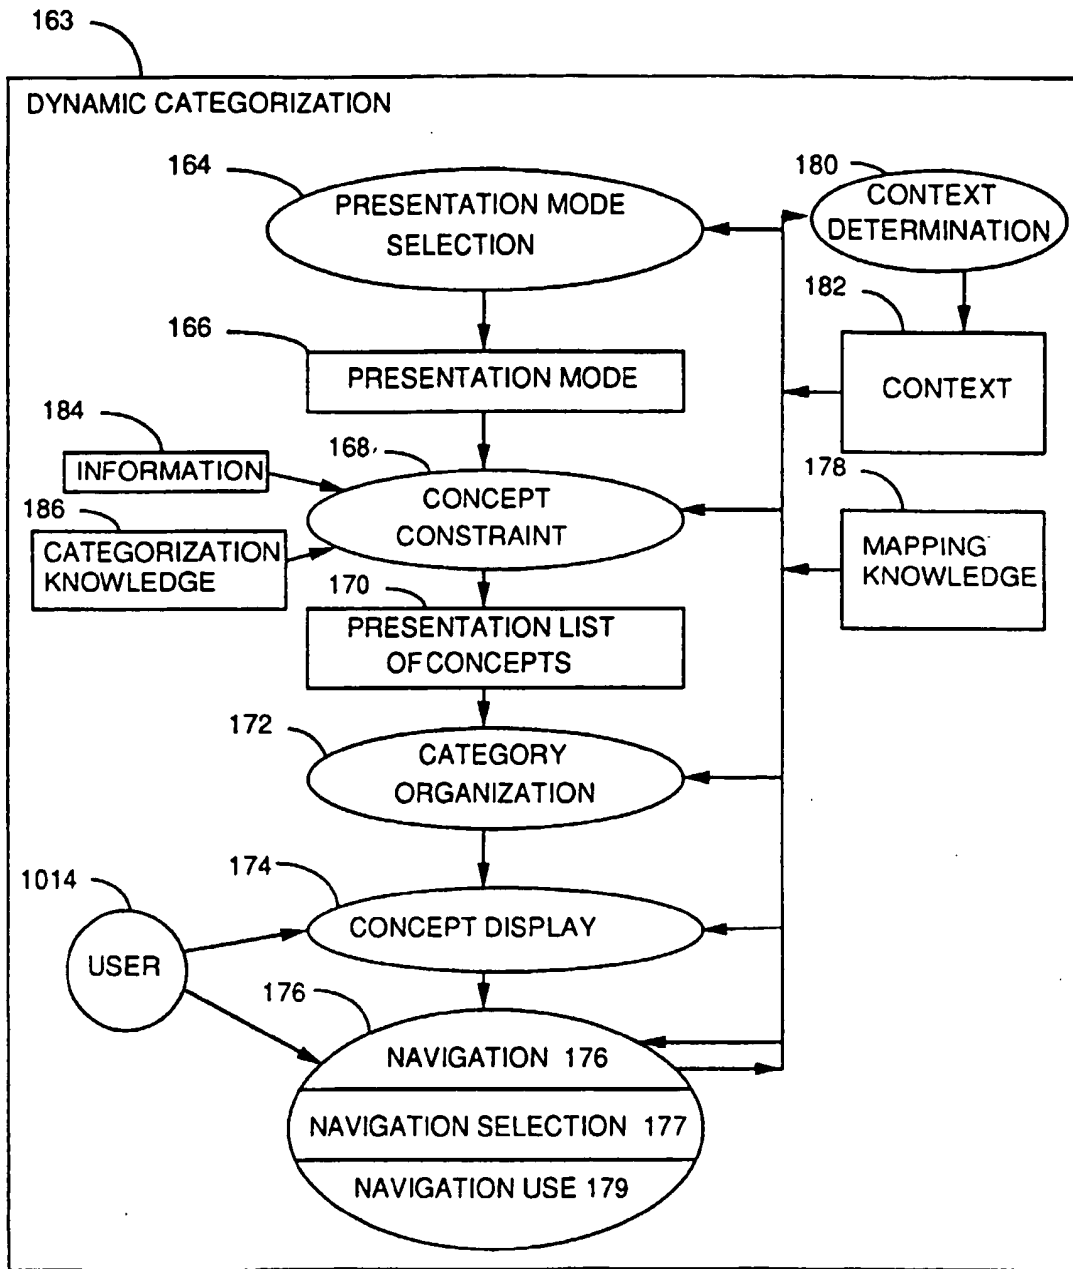 163
DYNAMIC CATEGORIZATION
164
PRESENTATION MODE
SELECTION
180
CONTEXT
DETERMINATION
182
CONTEXT
166
PRESENTATION MODE
184
INFORMATION
168
CONCEPT
CONSTRAINT
178
MAPPING
KNOWLEDGE
186
CATEGORIZATION
KNOWLEDGE
170
PRESENTATION LIST
OF CONCEPTS
172
CATEGORY
ORGANIZATION
174
CONCEPT DISPLAY
1014
USER
176
NAVIGATION 176
NAVIGATION SELECTION 177
NAVIGATION USE 179